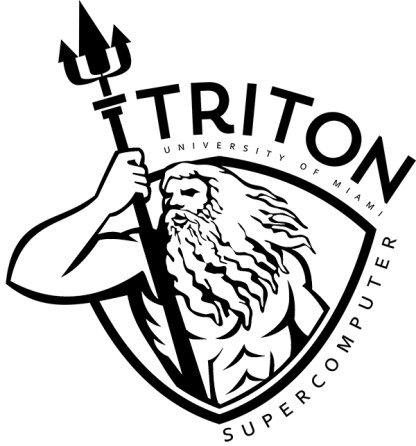 TRITON
UNIVERSITY OF MIAMI
SUPERCOMPUTER